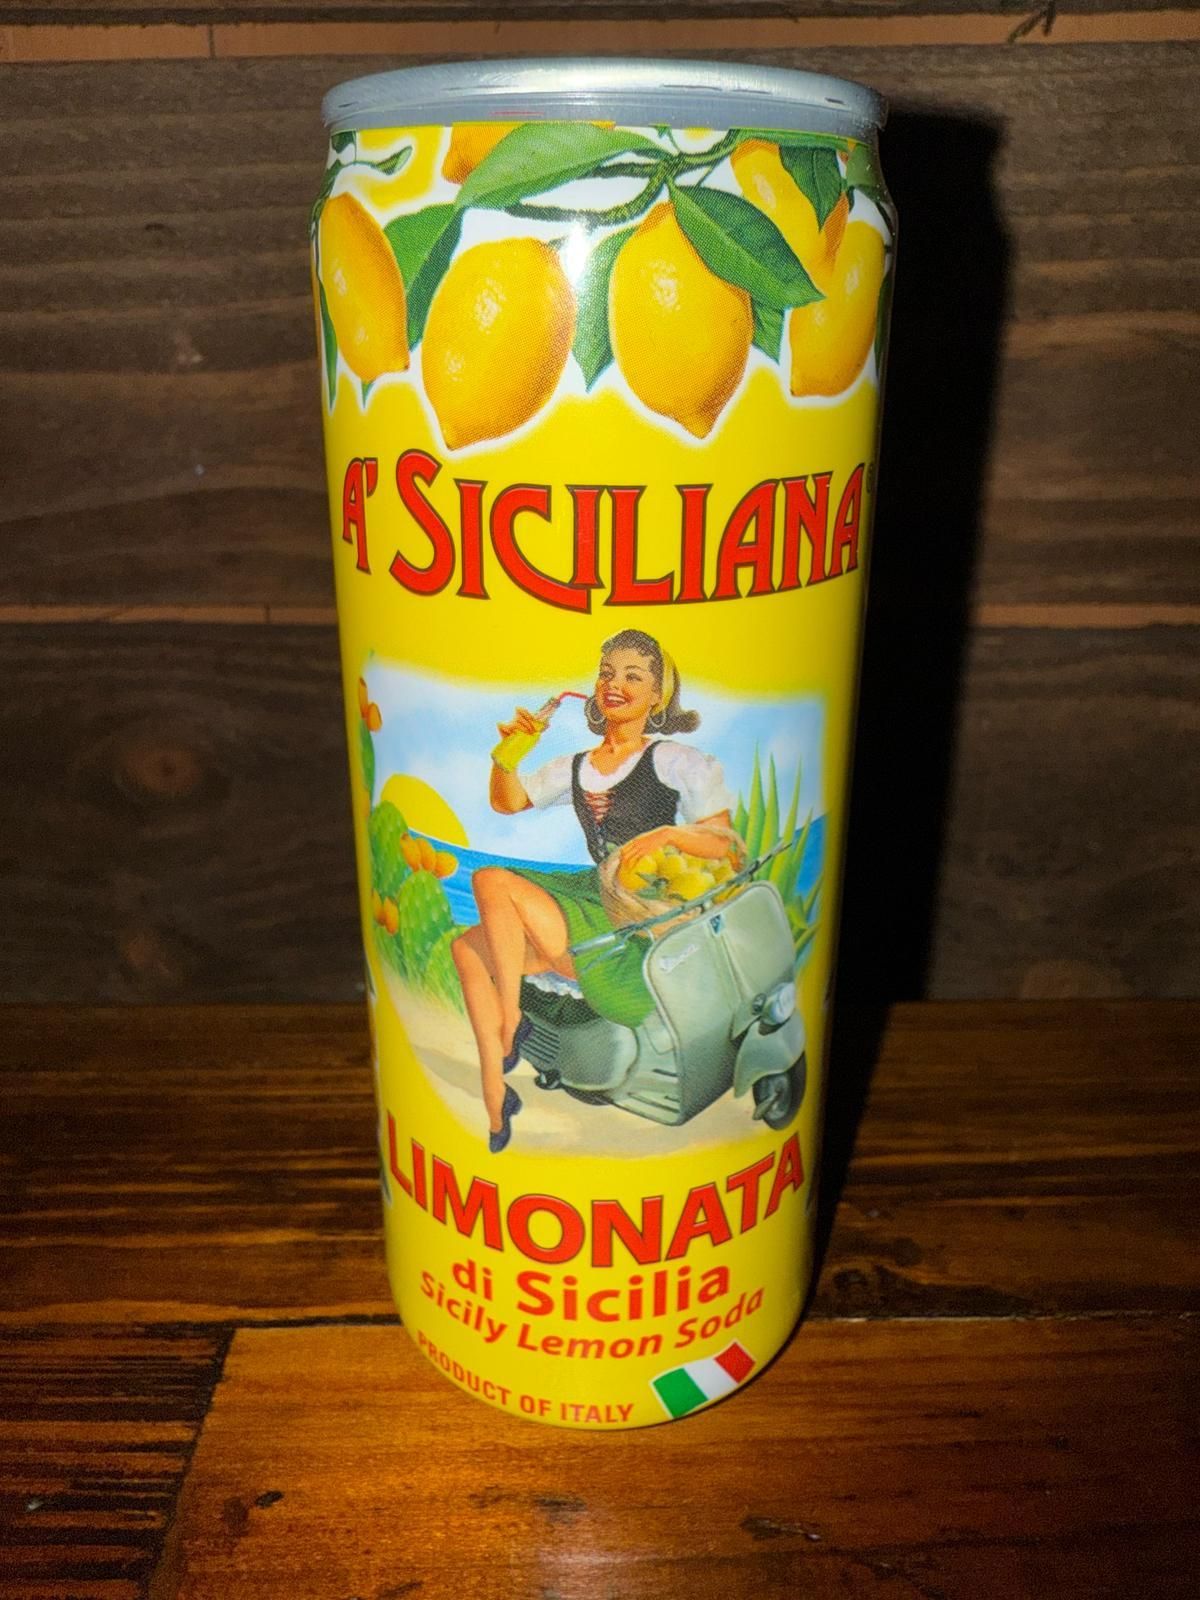 A' SICILIANA®
LIMONATA
di Sicilia
Sicily Lemon Soda
PRODUCT OF ITALY